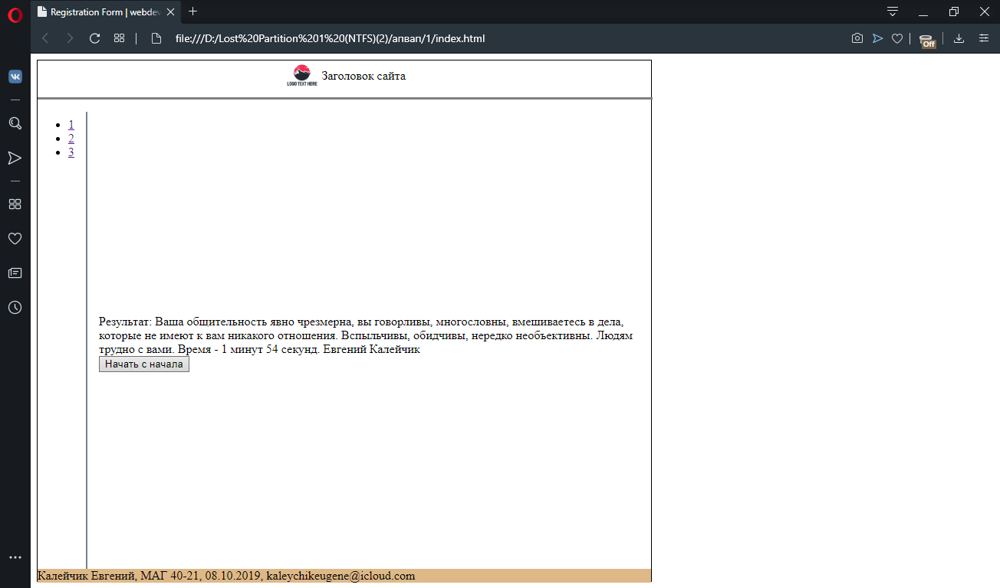 Registration Form | webdev
file:///D:/Lost%20Partition%201%20(NTFS)(2)/апвап/1/index.html
Off
LOGO TEXT HERE
Заголовок сайта
1
2
3
Результат: Ваша общительность явно чрезмерна, вы говорливы, многословны, вмешиваетесь в дела,
которые не имеют к вам никакого отношения. Вспыльчивы, обидчивы, нередко необъективны. Людям
трудно с вами. Время - 1 минут 54 секунд. Евгений Калейчик
Начать с начала
Калейчик Евгений, МАГ 40-21, 08.10.2019, kaleychikeugene@icloud.com